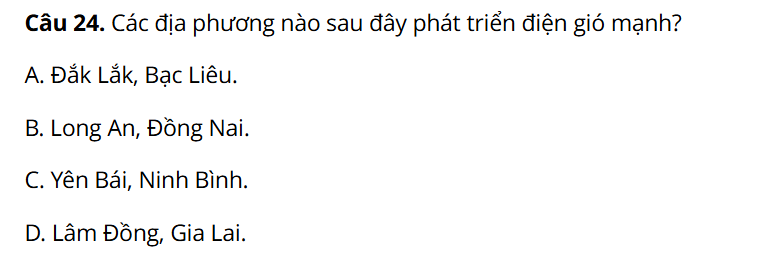 Câu 24. Các địa phương nào sau đây phát triển điện gió mạnh?
A. Đắk Lắk, Bạc Liêu.
B. Long An, Đồng Nai.
C. Yên Bái, Ninh Bình.
D. Lâm Đồng, Gia Lai.